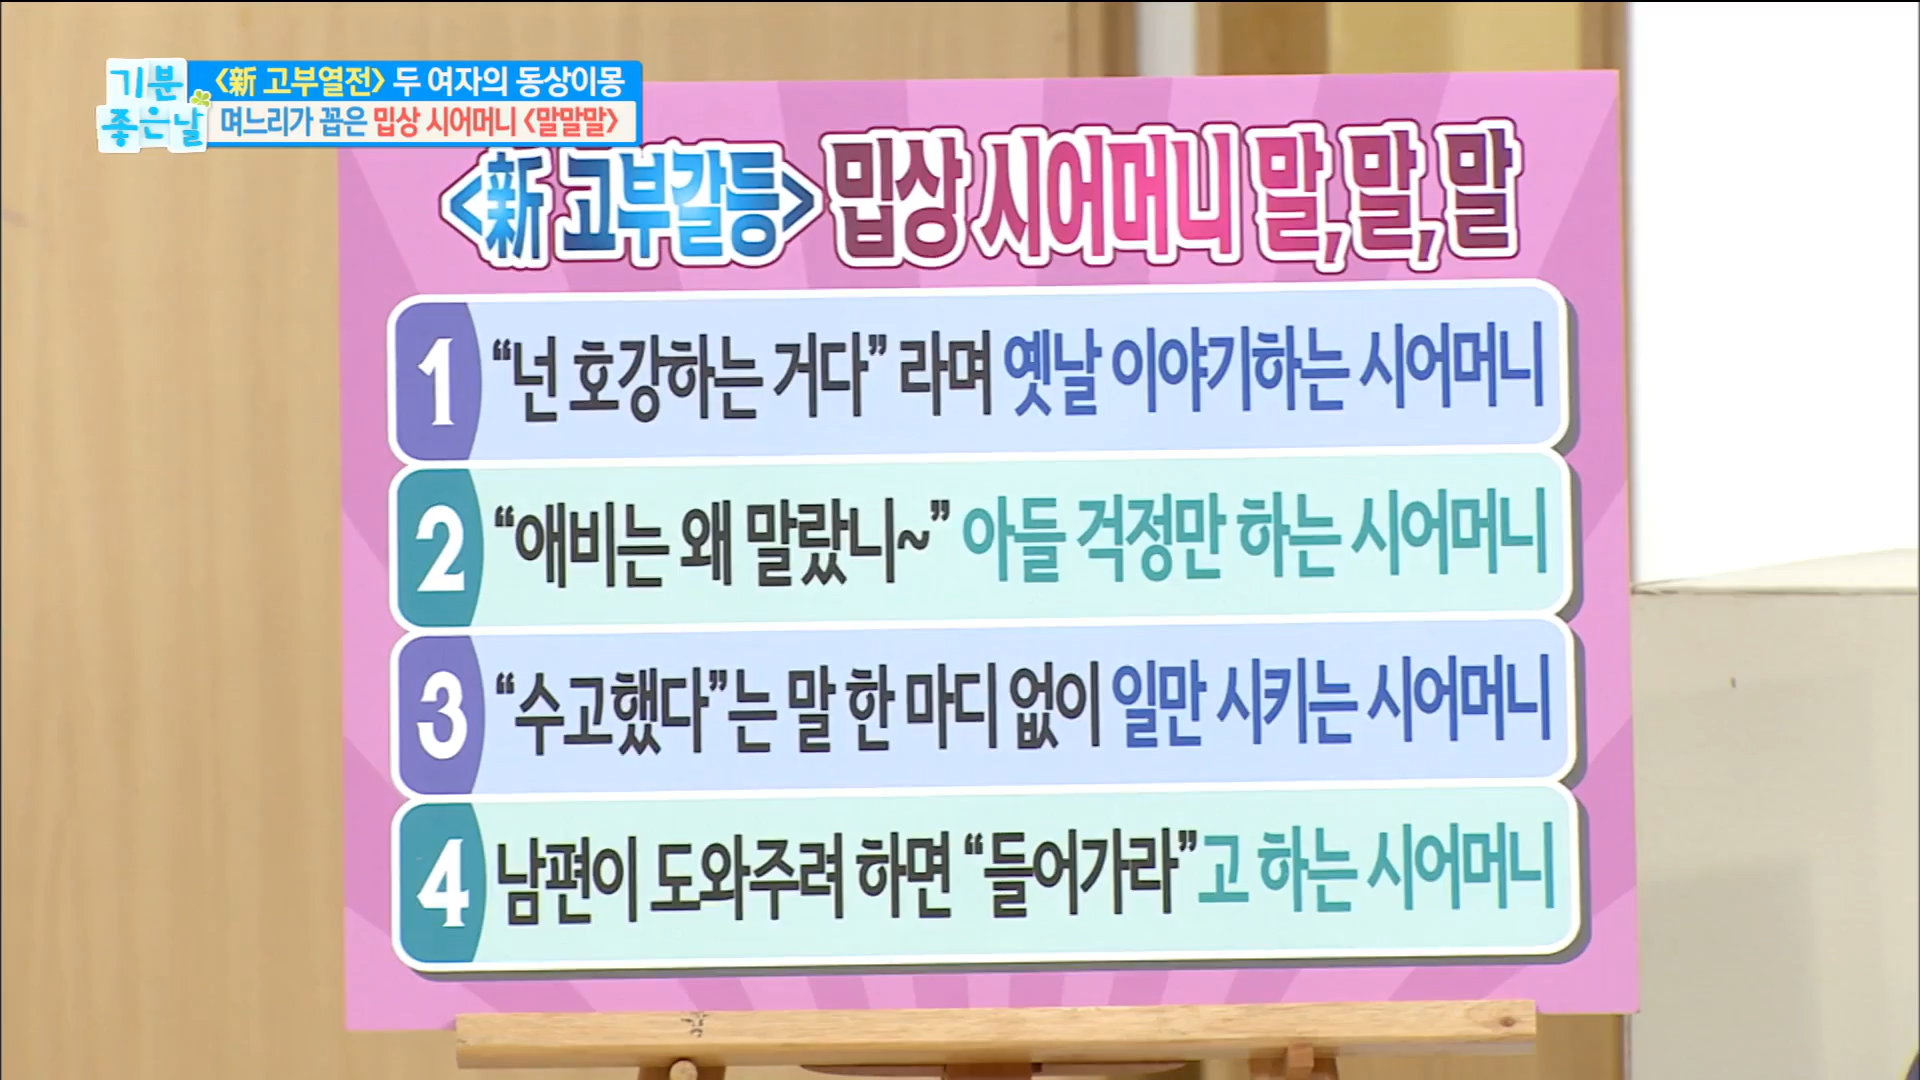 기분
좋은날
<新 고부열전> 두 여자의 동상이몽
며느리가 꼽은 밉상 시어머니 <말말말>
<新 고부갈등> 밉상 시어머니 말, 말, 말
1 “넌 호강하는 거다” 라며 옛날 이야기하는 시어머니
2 “애비는 왜 말랐니~” 아들 걱정만 하는 시어머니
3 “수고했다”는 말 한 마디 없이 일만 시키는 시어머니
4 남편이 도와주려 하면 “들어가라”고 하는 시어머니